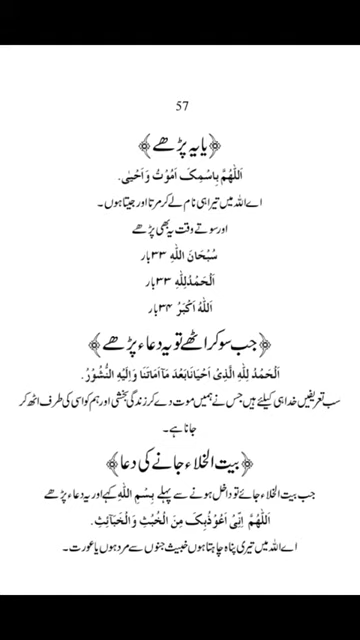 57
﴿یا یہ پڑھے﴾
اَللّٰھُمَّ بِاسْمِکَ اَمُوْتُ وَاَحْیٰی۔
اے اللہ میں تیرا ہی نام لے کر مرتا اور جیتا ہوں۔
اور سوتے وقت یہ بھی پڑھے
سُبْحَانَ اللّٰہِ ۳۳ بار
اَلْحَمْدُلِلّٰہِ ۳۳ بار
اَللّٰہُ اَکْبَرُ ۳۴ بار
﴿جب سو کر اٹھے تو یہ دعاء پڑھے﴾
اَلْحَمْدُ لِلّٰہِ الَّذِیْ اَحْیَانَا بَعْدَ مَآ اَمَاتَنَا وَاِلَیْہِ النُّشُوْرُ۔
سب تعریفیں خدا ہی کیلئے ہیں جس نے ہمیں موت دے کر زندگی بخشی اور ہم کو اسی کی طرف اٹھ کر
جانا ہے۔
﴿بیت الخلاء جانے کی دعا﴾
جب بیت الخلاء جائے تو داخل ہونے سے پہلے بِسْمِ اللّٰہِ کہے اور یہ دعاء پڑھے
اَللّٰھُمَّ اِنِّیْ اَعُوْذُبِکَ مِنَ الْخُبُثِ وَالْخَبَآئِثِ۔
اے اللہ میں تیری پناہ چاہتا ہوں خبیث جنوں سے مرد ہوں یا عورت۔